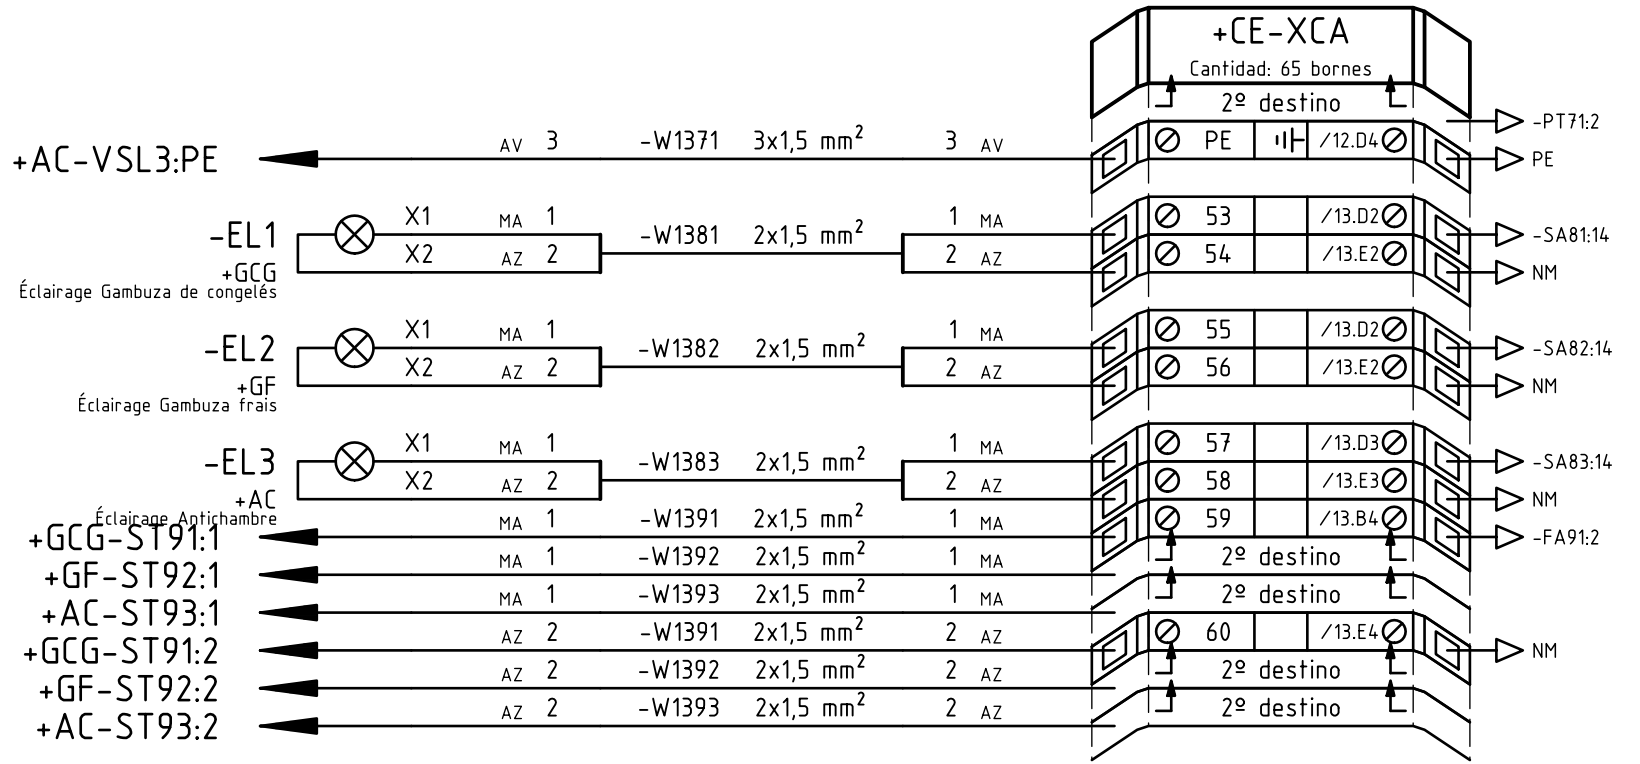 +CE-XCA
Cantidad: 65 bornes
2º destino
-PT71:2
+AC-VSL3:PE AV 3 -W1371 3x1,5 mm² 3 AV PE /12.D4 PE
-EL1 X1 MA 1 -W1381 2x1,5 mm² 1 MA 53 /13.D2 -SA81:14
+GCG X2 AZ 2 2 AZ 54 /13.E2 NM
Éclairage Gambuza de congelés
-EL2 X1 MA 1 -W1382 2x1,5 mm² 1 MA 55 /13.D2 -SA82:14
+GF X2 AZ 2 2 AZ 56 /13.E2 NM
Éclairage Gambuza frais
-EL3 X1 MA 1 -W1383 2x1,5 mm² 1 MA 57 /13.D3 -SA83:14
+AC X2 AZ 2 2 AZ 58 /13.E3 NM
Éclairage Antichambre
+GCG-ST91:1 MA 1 -W1391 2x1,5 mm² 1 MA 59 /13.B4 -FA91:2
+GF-ST92:1 MA 1 -W1392 2x1,5 mm² 1 MA 2º destino
+AC-ST93:1 MA 1 -W1393 2x1,5 mm² 1 MA 2º destino
+GCG-ST91:2 AZ 2 -W1391 2x1,5 mm² 2 AZ 60 /13.E4 NM
+GF-ST92:2 AZ 2 -W1392 2x1,5 mm² 2 AZ 2º destino
+AC-ST93:2 AZ 2 -W1393 2x1,5 mm² 2 AZ 2º destino